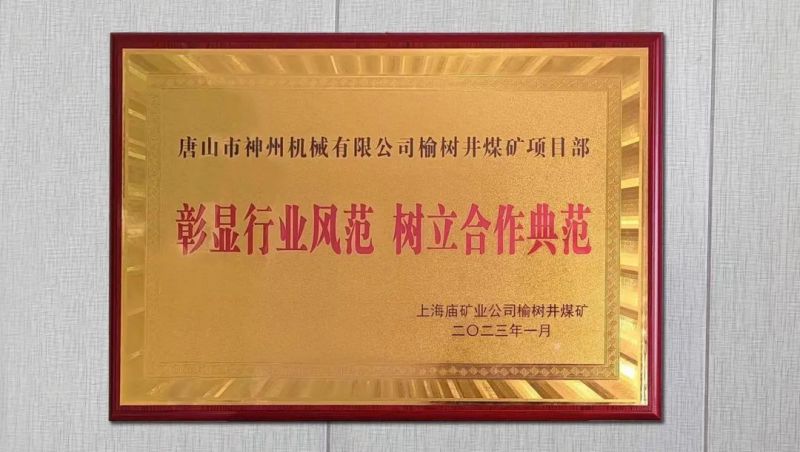 唐山市神州机械有限公司榆树井煤矿项目部
彰显行业风范 树立合作典范
上海庙矿业公司榆树井煤矿
二〇二三年一月